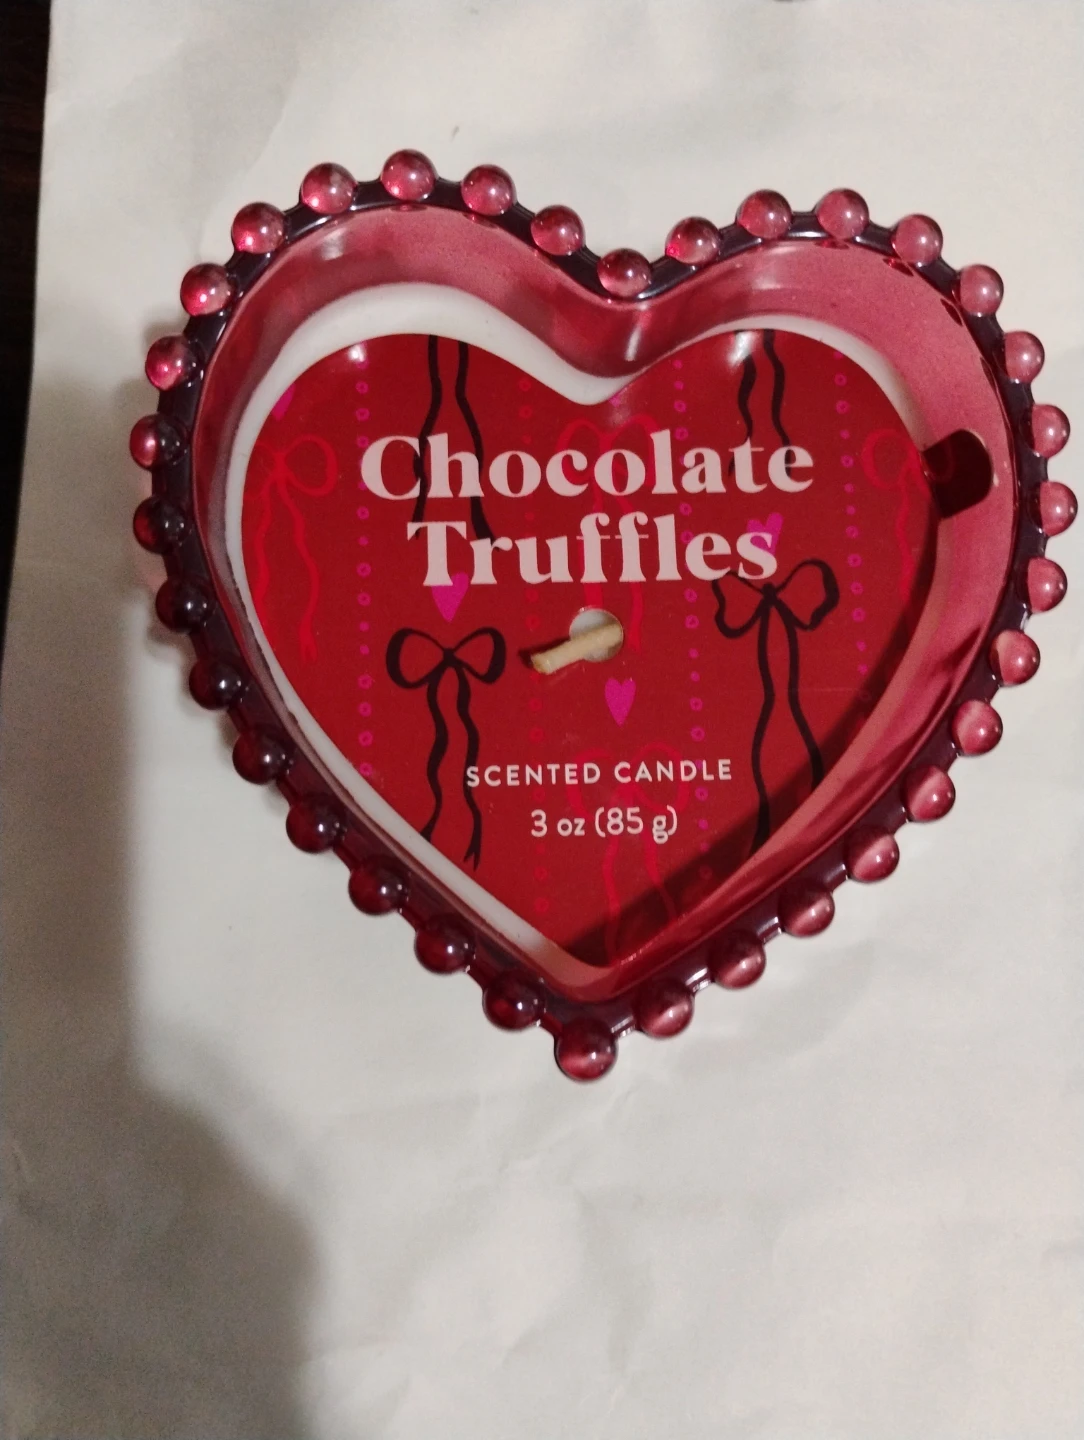 Chocolate
Truffles
SCENTED CANDLE
3 oz (85 g)